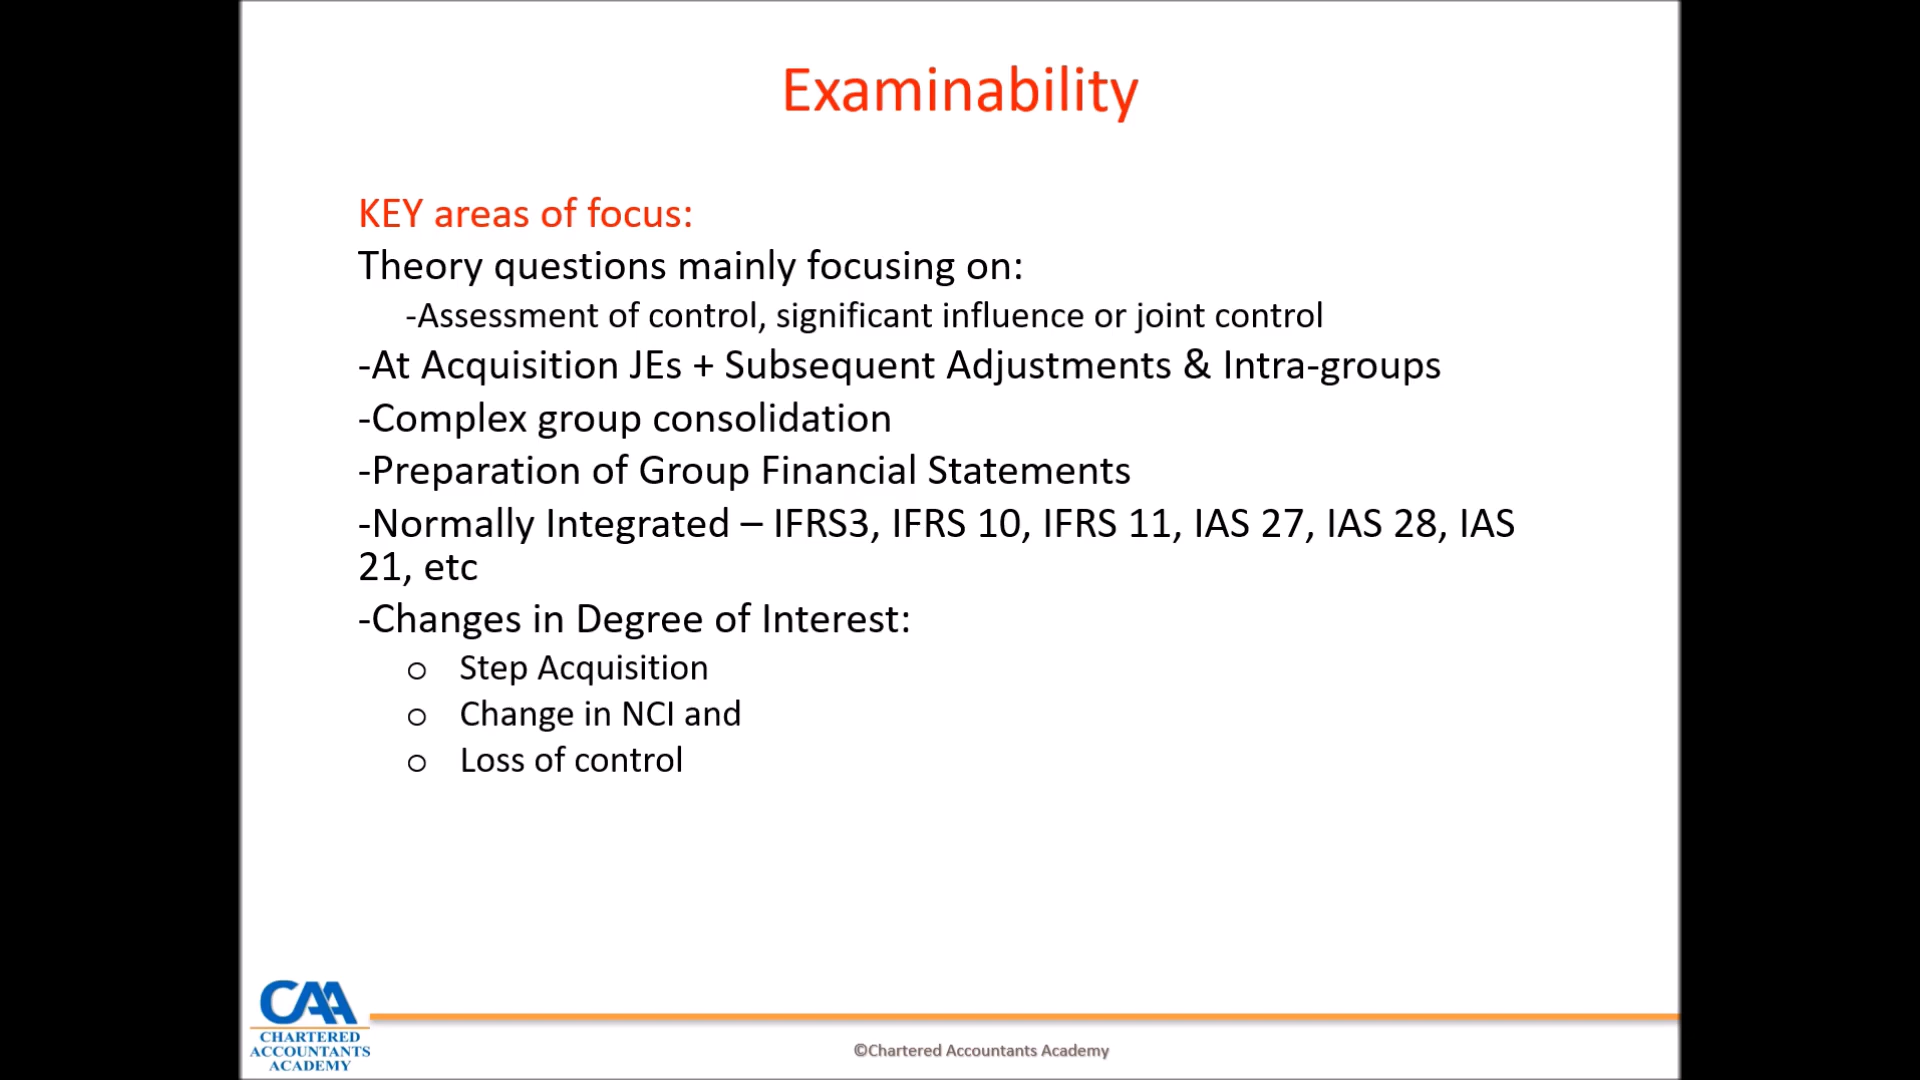 Examinability
KEY areas of focus:
Theory questions mainly focusing on:
-Assessment of control, significant influence or joint control
-At Acquisition JEs + Subsequent Adjustments & Intra-groups
-Complex group consolidation
-Preparation of Group Financial Statements
-Normally Integrated – IFRS3, IFRS 10, IFRS 11, IAS 27, IAS 28, IAS
21, etc
-Changes in Degree of Interest:
o Step Acquisition
o Change in NCI and
o Loss of control
CAA
CHARTERED
ACCOUNTANTS
ACADEMY
©Chartered Accountants Academy